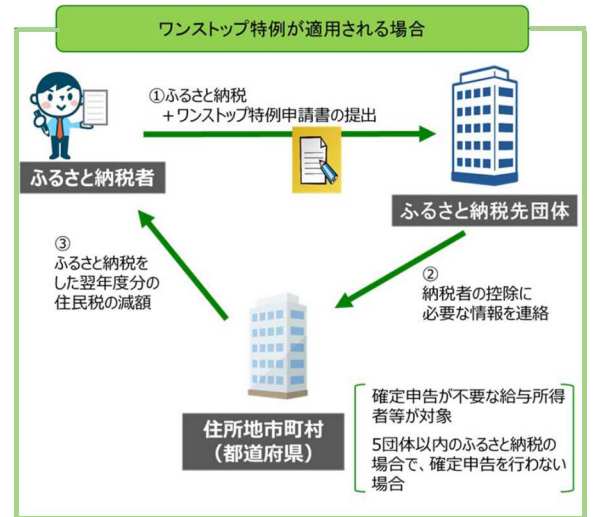 ワンストップ特例が適用される場合
①ふるさと納税
＋ワンストップ特例申請書の提出
ふるさと納税者
ふるさと納税先団体
③
ふるさと納税を
した翌年度分の
住民税の減額
②
納税者の控除に
必要な情報を連絡
住所地市町村
（都道府県）
確定申告が不要な給与所得
者等が対象
5団体以内のふるさと納税の
場合で、確定申告を行わない
場合